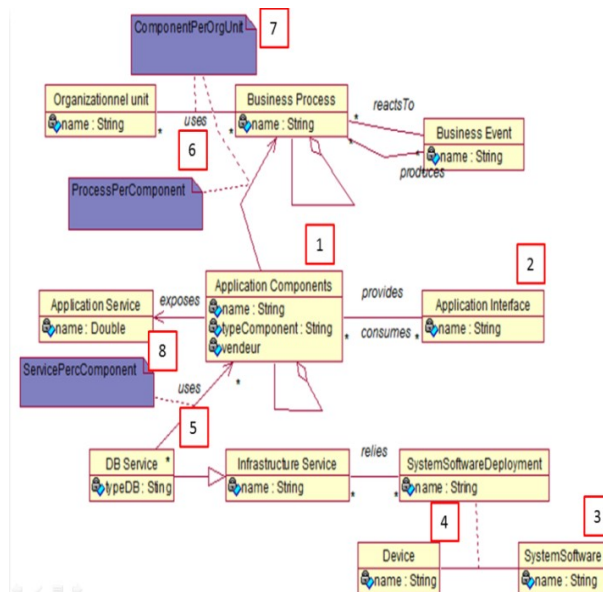 ComponentPerOrgUnit
7
Organizationnel unit
name : String
uses
*
*
Business Process
name : String
reactsTo
*
*
Business Event
name : String
*
produces
6
ProcessPerComponent
1
2
Application Service
name : Double
exposes
Application Components
name : String
typeComponent : String
vendeur
provides
consumes
*
*
Application Interface
name : String
8
ServicePercComponent
uses
*
5
DB Service
typeDB : Sting
*
Infrastructure Service
name : String
relies
*
*
SystemSoftwareDeployment
name : String
4
3
Device
name : String
SystemSoftware
name : String